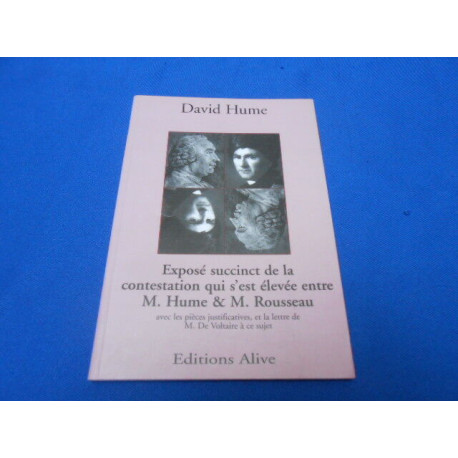 David Hume
Exposé succinct de la
contestation qui s'est élevée entre
M. Hume & M. Rousseau
avec les pièces justificatives, et la lettre de
M. De Voltaire à ce sujet
Editions Alive